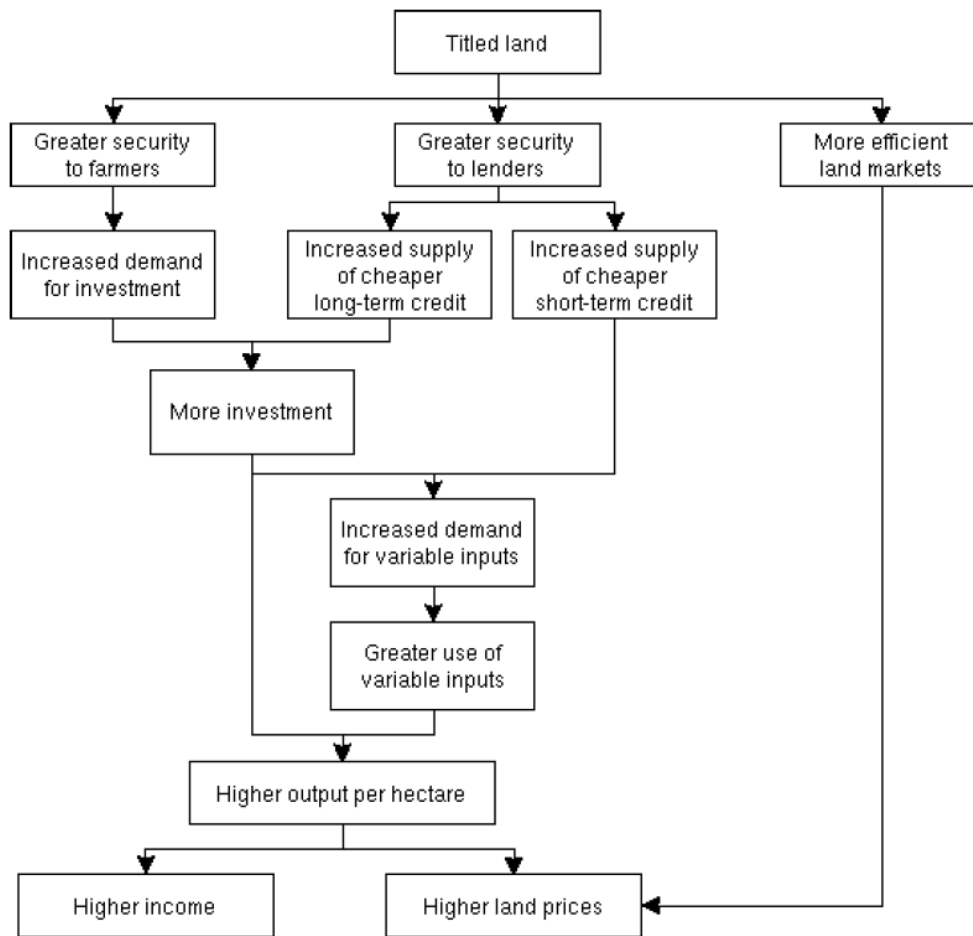 Titled land
Greater security
to farmers
Greater security
to lenders
More efficient
land markets
Increased demand
for investment
Increased supply
of cheaper
long-term credit
Increased supply
of cheaper
short-term credit
More investment
Increased demand
for variable inputs
Greater use of
variable inputs
Higher output per hectare
Higher income
Higher land prices